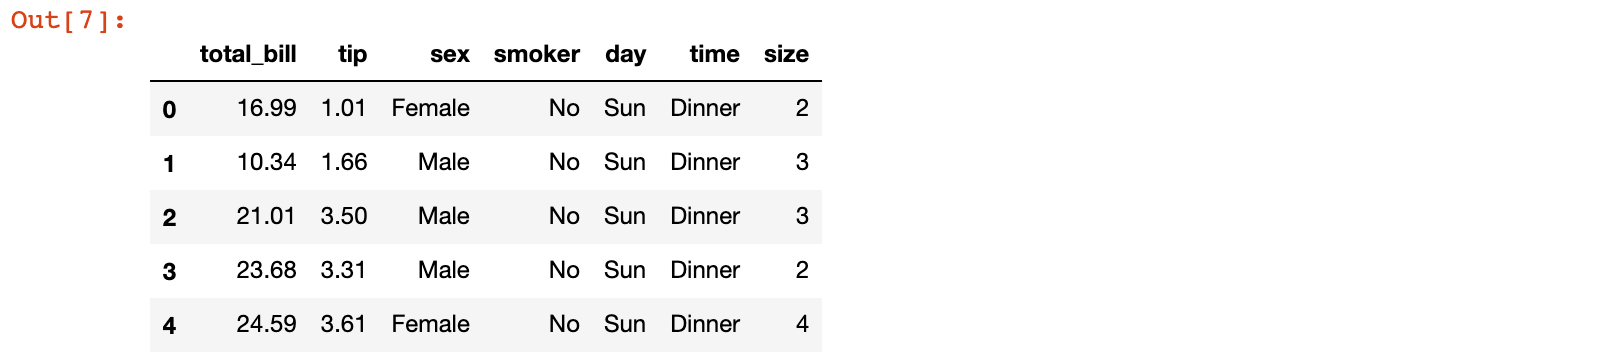 Out[7]:
total_bill tip sex smoker day time size
0 16.99 1.01 Female No Sun Dinner 2
1 10.34 1.66 Male No Sun Dinner 3
2 21.01 3.50 Male No Sun Dinner 3
3 23.68 3.31 Male No Sun Dinner 2
4 24.59 3.61 Female No Sun Dinner 4